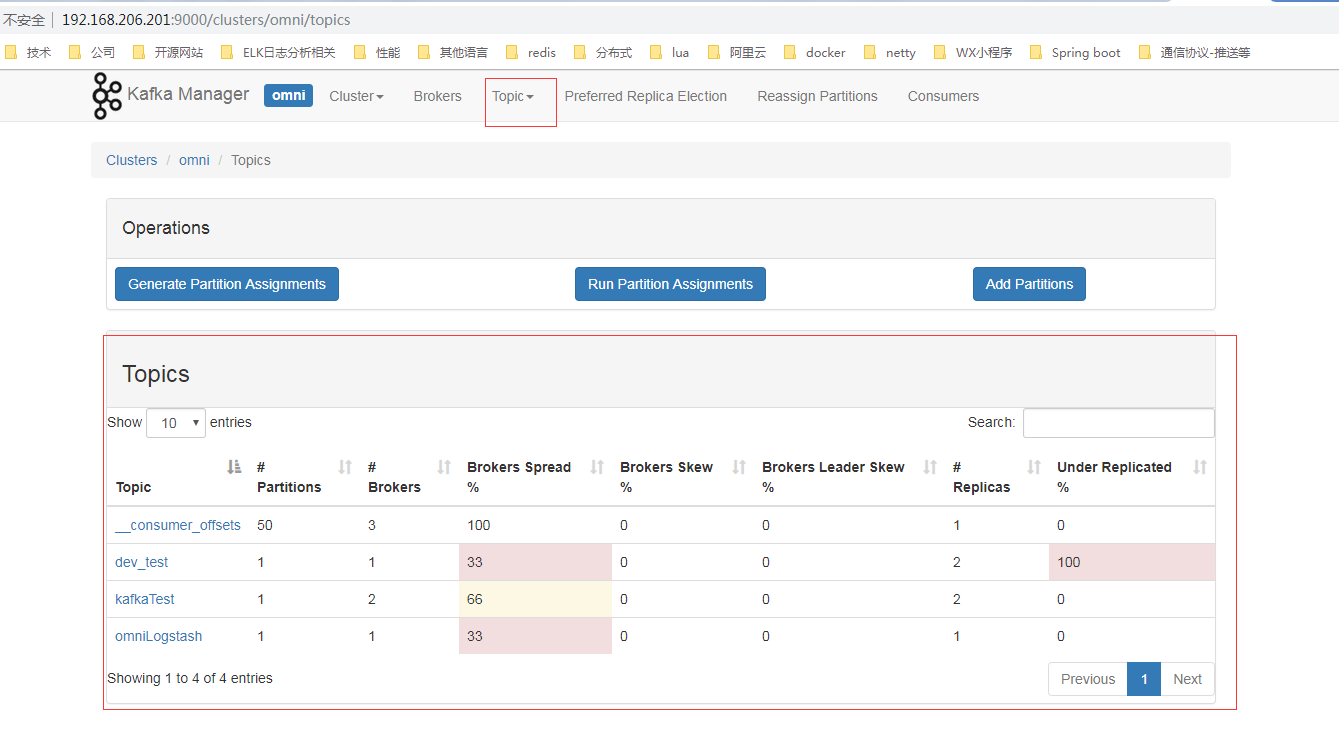 不安全 192.168.206.201:9000/clusters/omni/topics
技术 公司 开源网站 ELK日志分析相关 性能 其他语言 redis 分布式 lua 阿里云 docker netty WX小程序 Spring boot 通信协议-推送等
Kafka Manager omni Cluster Brokers Topic Preferred Replica Election Reassign Partitions Consumers
Clusters / omni / Topics
Operations
Generate Partition Assignments Run Partition Assignments Add Partitions
Topics
Show 10 entries Search:
Topic # Partitions # Brokers Brokers Spread % Brokers Skew % Brokers Leader Skew % # Replicas Under Replicated %
__consumer_offsets 50 3 100 0 0 1 0
dev_test 1 1 33 0 0 2 100
kafkaTest 1 2 66 0 0 2 0
omniLogstash 1 1 33 0 0 1 0
Showing 1 to 4 of 4 entries Previous 1 Next